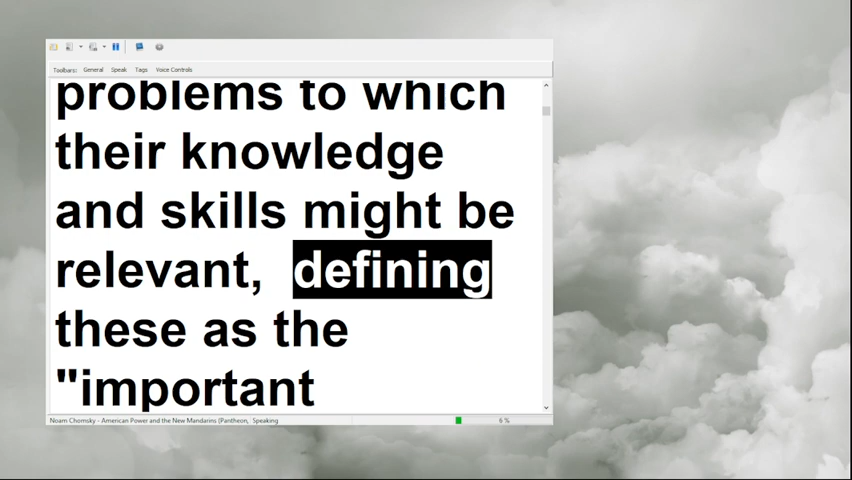 Toolbars: General Speak Tags Voice Controls
problems to which
their knowledge
and skills might be
relevant, defining
these as the
"important
Noam Chomsky - American Power and the New Mandarins (Pantheon, Speaking 6 %